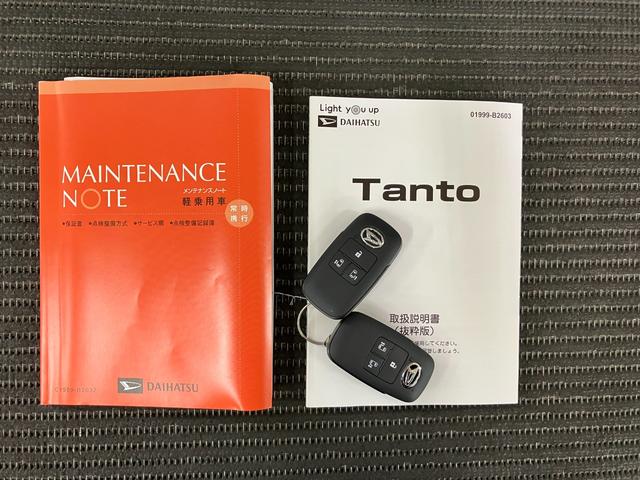 MAINTENANCE
NOTE
メンテナンスノート
軽乗用車
常時
携行
●保証書 ●点検整備方式 ●サービス網 ●点検整備記録簿
DAIHATSU
Light you up
DAIHATSU
01999-B2603
Tanto
取扱説明書
(抜粋版)